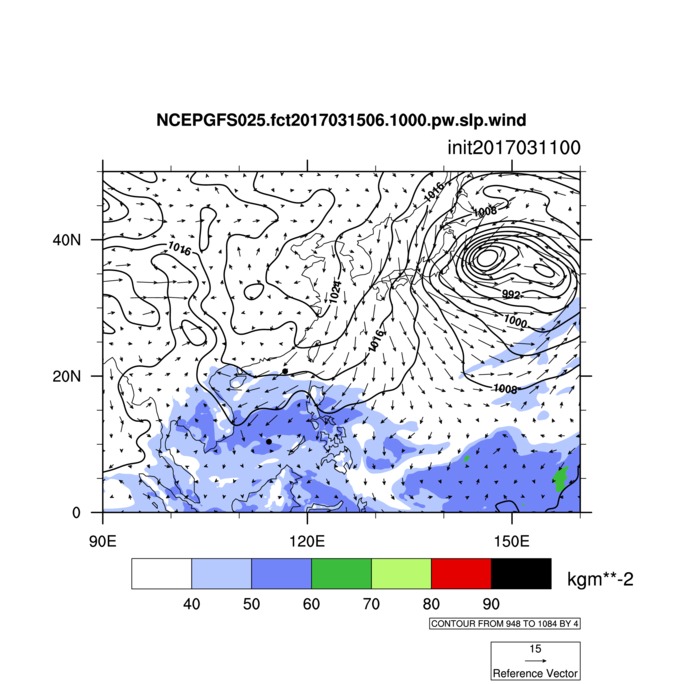 NCEPGFS025.fct2017031506.1000.pw.slp.wind
init2017031100
1016
1008
40N
1016
1024
992
1000
1016
20N
1008
0
90E 120E 150E
kgm**-2
40 50 60 70 80 90
CONTOUR FROM 948 TO 1084 BY 4
15
Reference Vector